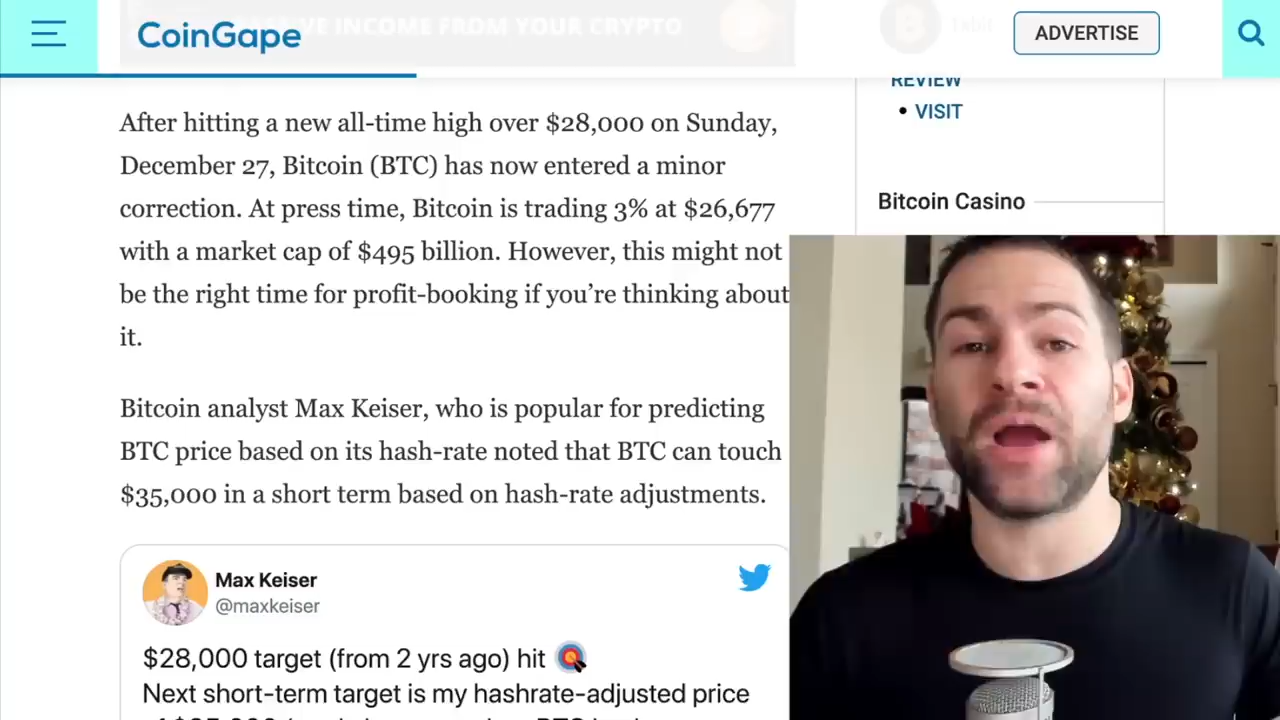 VE INCOME FROM YOUR CRYPTO
CoinGape
ADVERTISE
REVIEW
• VISIT
Bitcoin Casino
After hitting a new all-time high over $28,000 on Sunday,
December 27, Bitcoin (BTC) has now entered a minor
correction. At press time, Bitcoin is trading 3% at $26,677
with a market cap of $495 billion. However, this might not
be the right time for profit-booking if you’re thinking about
it.
Bitcoin analyst Max Keiser, who is popular for predicting
BTC price based on its hash-rate noted that BTC can touch
$35,000 in a short term based on hash-rate adjustments.
Max Keiser
@maxkeiser
$28,000 target (from 2 yrs ago) hit
Next short-term target is my hashrate-adjusted price